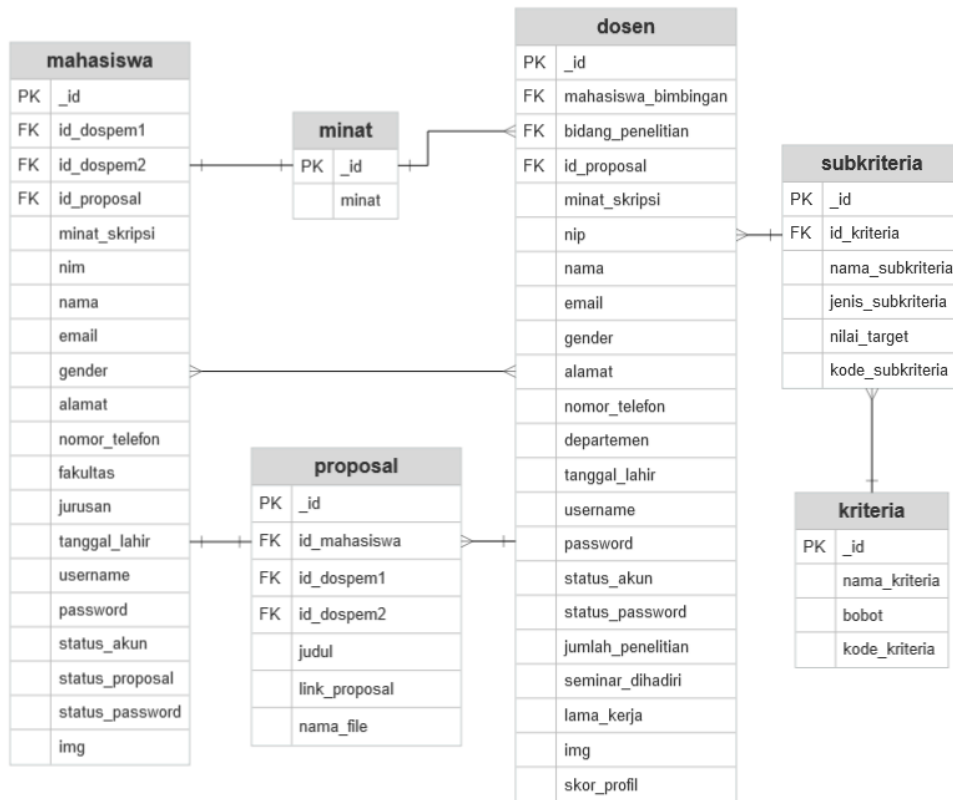 mahasiswa
PK _id
FK id_dospem1
FK id_dospem2
FK id_proposal
minat_skripsi
nim
nama
email
gender
alamat
nomor_telefon
fakultas
jurusan
tanggal_lahir
username
password
status_akun
status_proposal
status_password
img
minat
PK _id
minat
proposal
PK _id
FK id_mahasiswa
FK id_dospem1
FK id_dospem2
judul
link_proposal
nama_file
dosen
PK _id
FK mahasiswa_bimbingan
FK bidang_penelitian
FK id_proposal
minat_skripsi
nip
nama
email
gender
alamat
nomor_telefon
departemen
tanggal_lahir
username
password
status_akun
status_password
jumlah_penelitian
seminar_dihadiri
lama_kerja
img
skor_profil
subkriteria
PK _id
FK id_kriteria
nama_subkriteria
jenis_subkriteria
nilai_target
kode_subkriteria
kriteria
PK _id
nama_kriteria
bobot
kode_kriteria